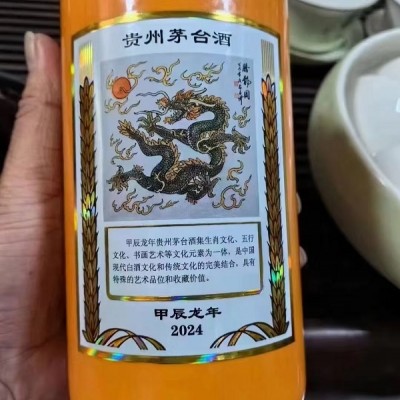 贵州茅台酒
甲辰龙年贵州茅台酒集生肖文化、五行
文化、书画艺术等文化元素为一体，是中国
现代白酒文化和传统文化的完美结合，具有
特殊的艺术品位和收藏价值。
甲辰龙年
2024